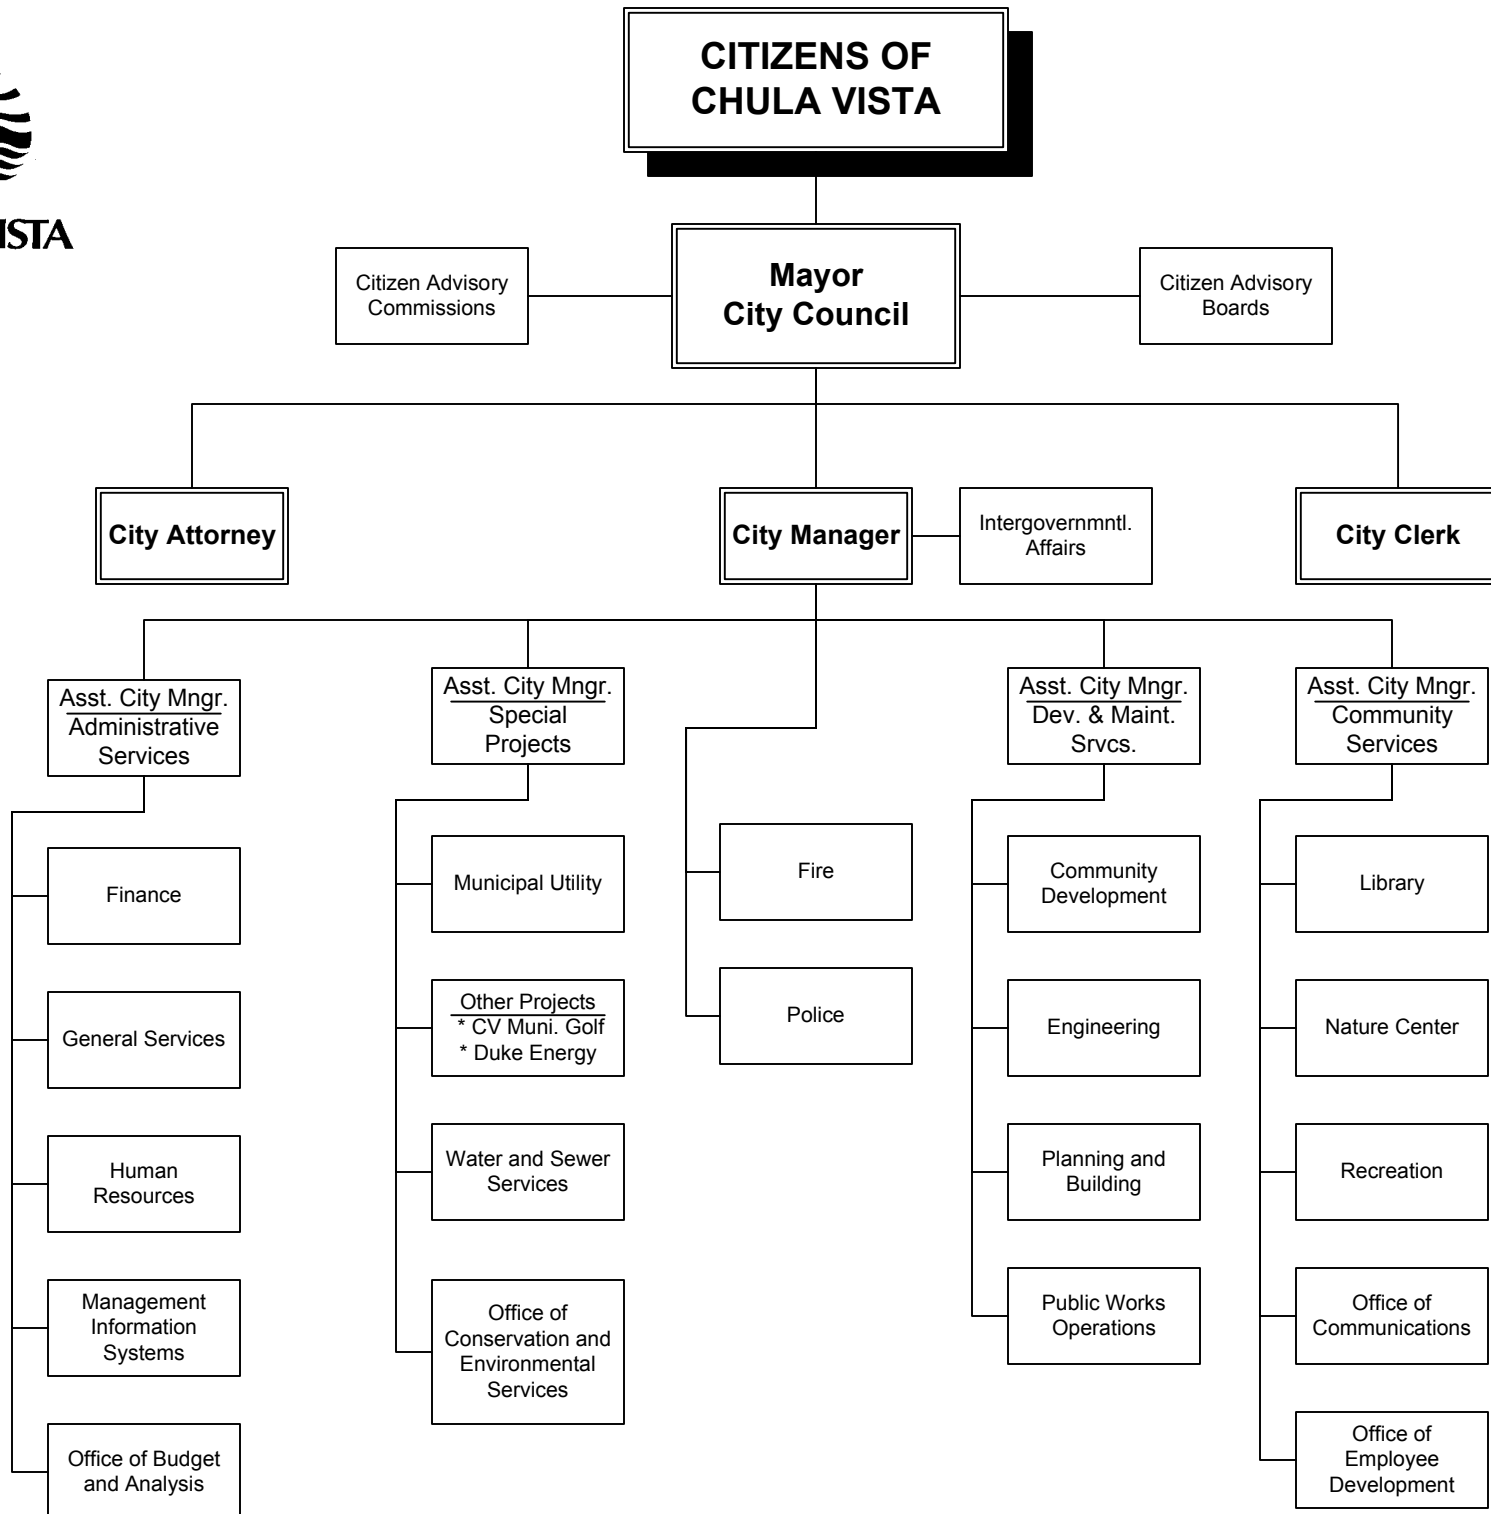 CITIZENS OF
CHULA VISTA
ISTA
Citizen Advisory
Commissions
Mayor
City Council
Citizen Advisory
Boards
City Attorney
City Manager
Intergovernmntl.
Affairs
City Clerk
Asst. City Mngr.
Administrative
Services
Asst. City Mngr.
Special
Projects
Asst. City Mngr.
Dev. & Maint.
Srvcs.
Asst. City Mngr.
Community
Services
Finance
General Services
Human
Resources
Management
Information
Systems
Office of Budget
and Analysis
Municipal Utility
Other Projects
* CV Muni. Golf
* Duke Energy
Water and Sewer
Services
Office of
Conservation and
Environmental
Services
Fire
Police
Community
Development
Engineering
Planning and
Building
Public Works
Operations
Library
Nature Center
Recreation
Office of
Communications
Office of
Employee
Development